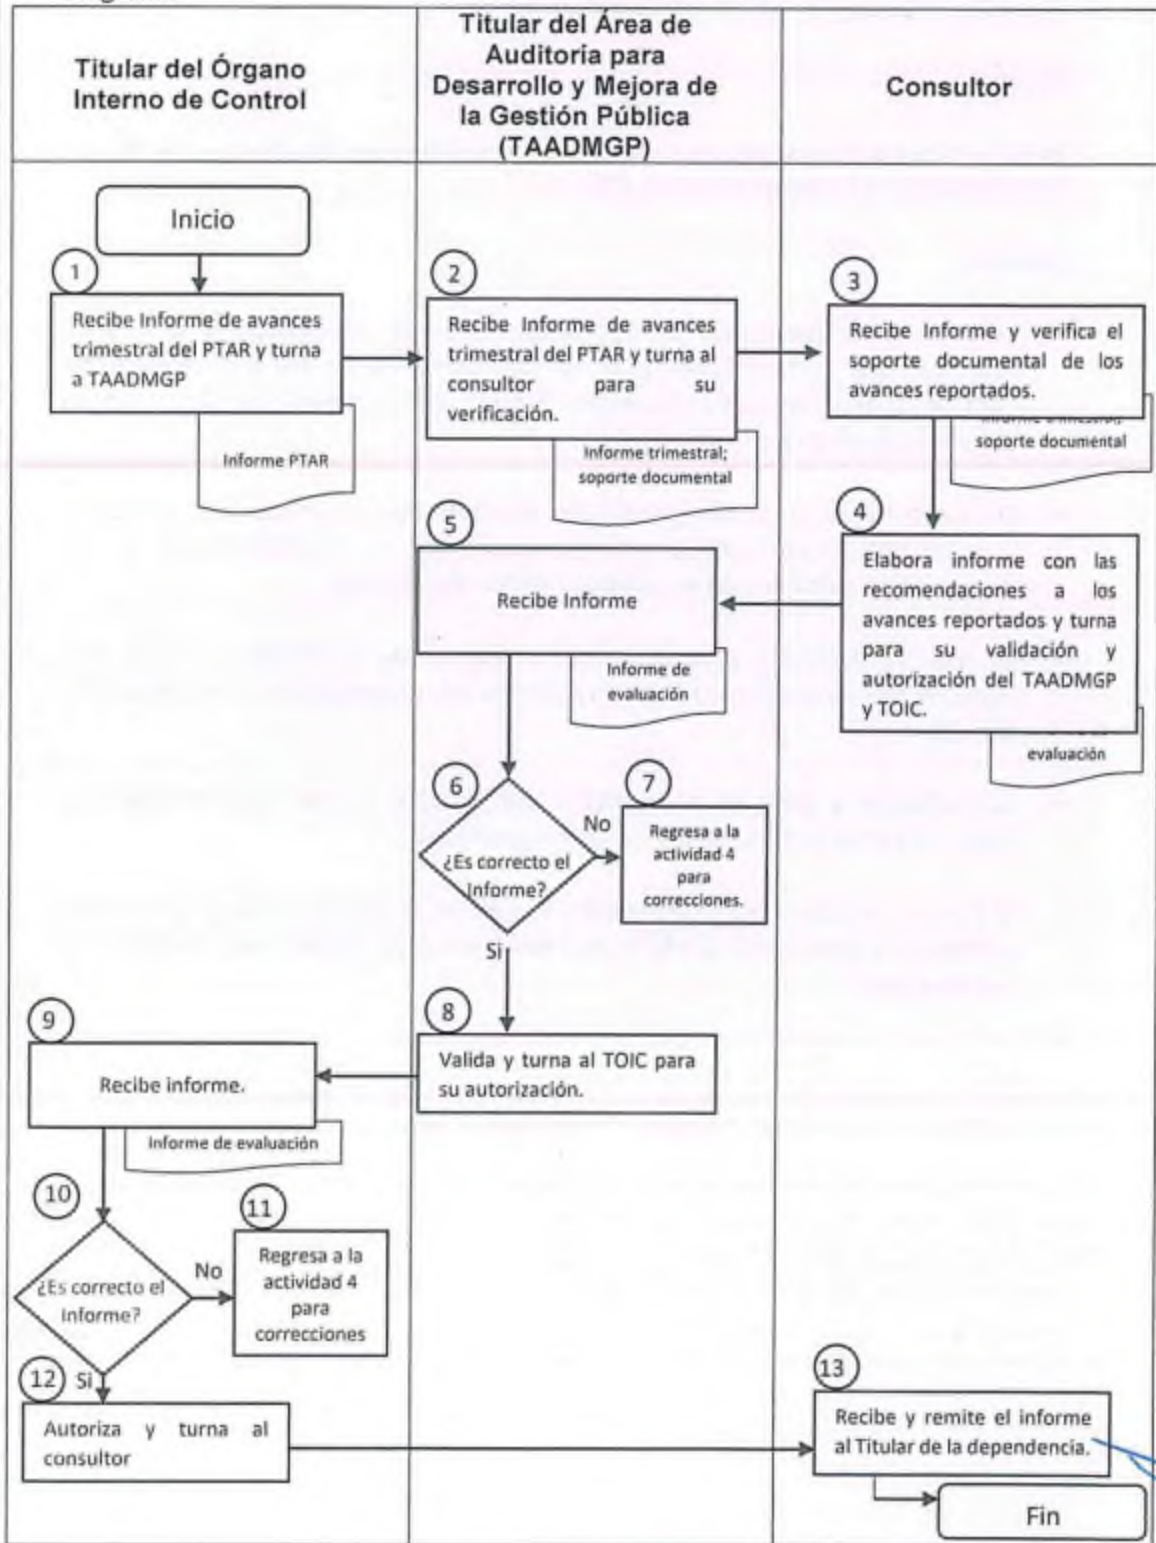 Titular del Órgano
Interno de Control
Titular del Área de
Auditoría para
Desarrollo y Mejora de
la Gestión Pública
(TAADMGP)
Consultor
Inicio
1
Recibe Informe de avances
trimestral del PTAR y turna
a TAADMGP
Informe PTAR
2
Recibe Informe de avances
trimestral del PTAR y turna al
consultor para su
verificación.
Informe trimestral;
soporte documental
3
Recibe Informe y verifica el
soporte documental de los
avances reportados.
soporte documental
4
Elabora informe con las
recomendaciones a los
avances reportados y turna
para su validación y
autorización del TAADMGP
y TOIC.
evaluación
5
Recibe Informe
Informe de
evaluación
6
¿Es correcto el
Informe?
No
7
Regresa a la
actividad 4
para
correcciones.
Si
8
Valida y turna al TOIC para
su autorización.
9
Recibe informe.
Informe de evaluación
10
¿Es correcto el
Informe?
No
11
Regresa a la
actividad 4
para
correcciones
Si
12
Autoriza y turna al
consultor
13
Recibe y remite el informe
al Titular de la dependencia.
Fin